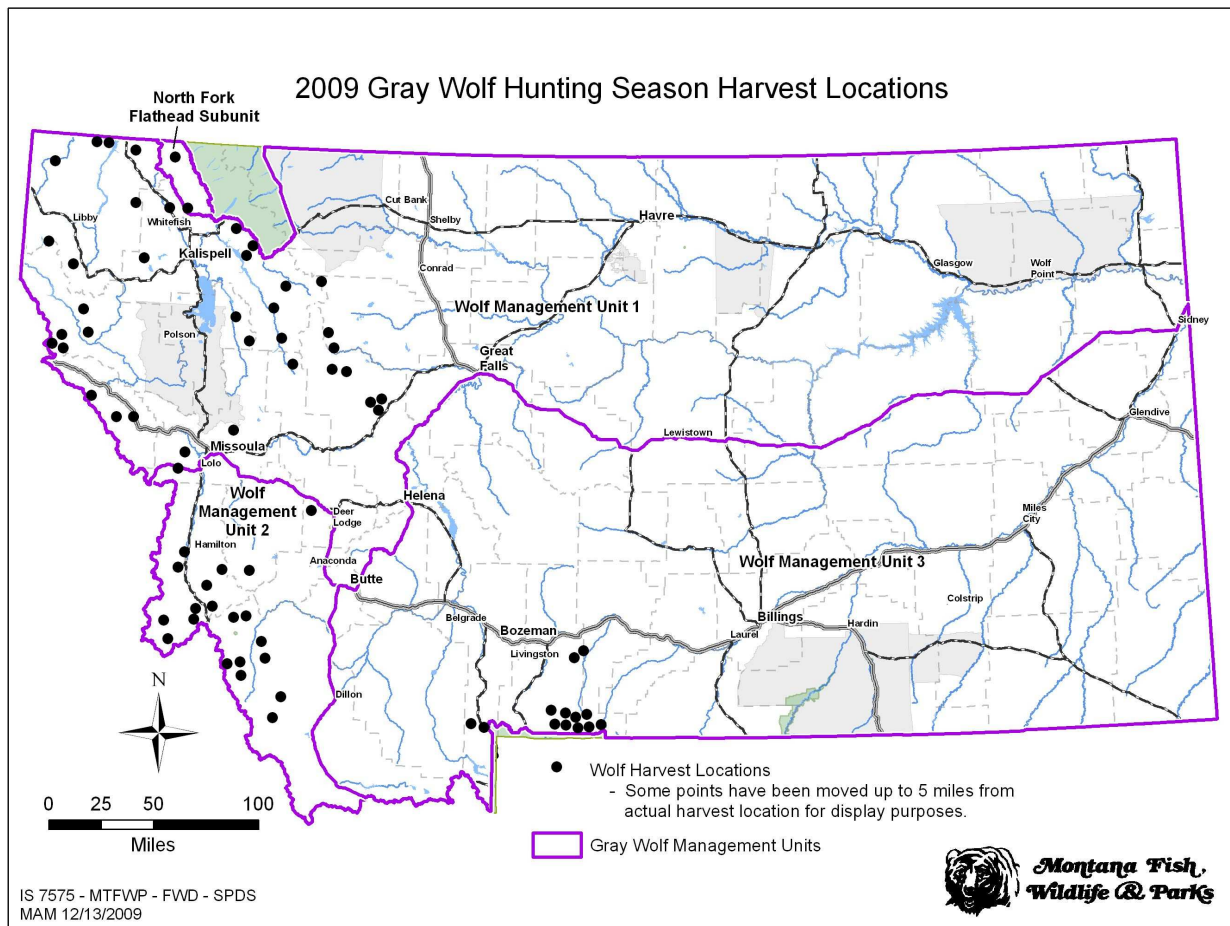 2009 Gray Wolf Hunting Season Harvest Locations
North Fork
Flathead Subunit
Cut Bank
Shelby
Havre
Libby
Whitefish
Kalispell
Conrad
Glasgow
Wolf
Point
Wolf Management Unit 1
Sidney
Polson
Great
Falls
Lewistown
Glendive
Missoula
Lolo
Wolf
Management
Unit 2
Helena
Deer
Lodge
Miles
City
Hamilton
Anaconda
Butte
Wolf Management Unit 3
Colstrip
Belgrade
Bozeman
Billings
Hardin
Laurel
Livingston
Dillon
N
Wolf Harvest Locations
- Some points have been moved up to 5 miles from
actual harvest location for display purposes.
0 25 50 100
Miles
Gray Wolf Management Units
Montana Fish,
Wildlife & Parks
IS 7575 - MTFWP - FWD - SPDS
MAM 12/13/2009